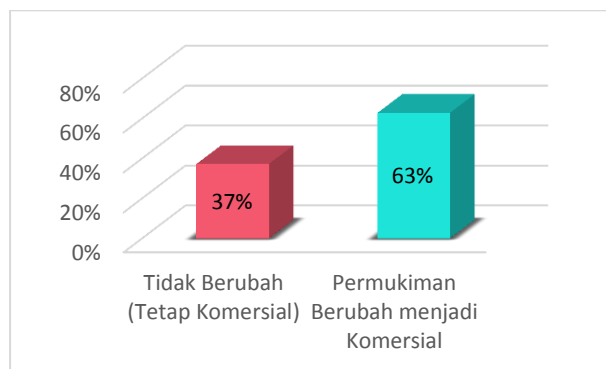 80%
60%
40%
20%
0%
37%
63%
Tidak Berubah
(Tetap Komersial)
Permukiman
Berubah menjadi
Komersial